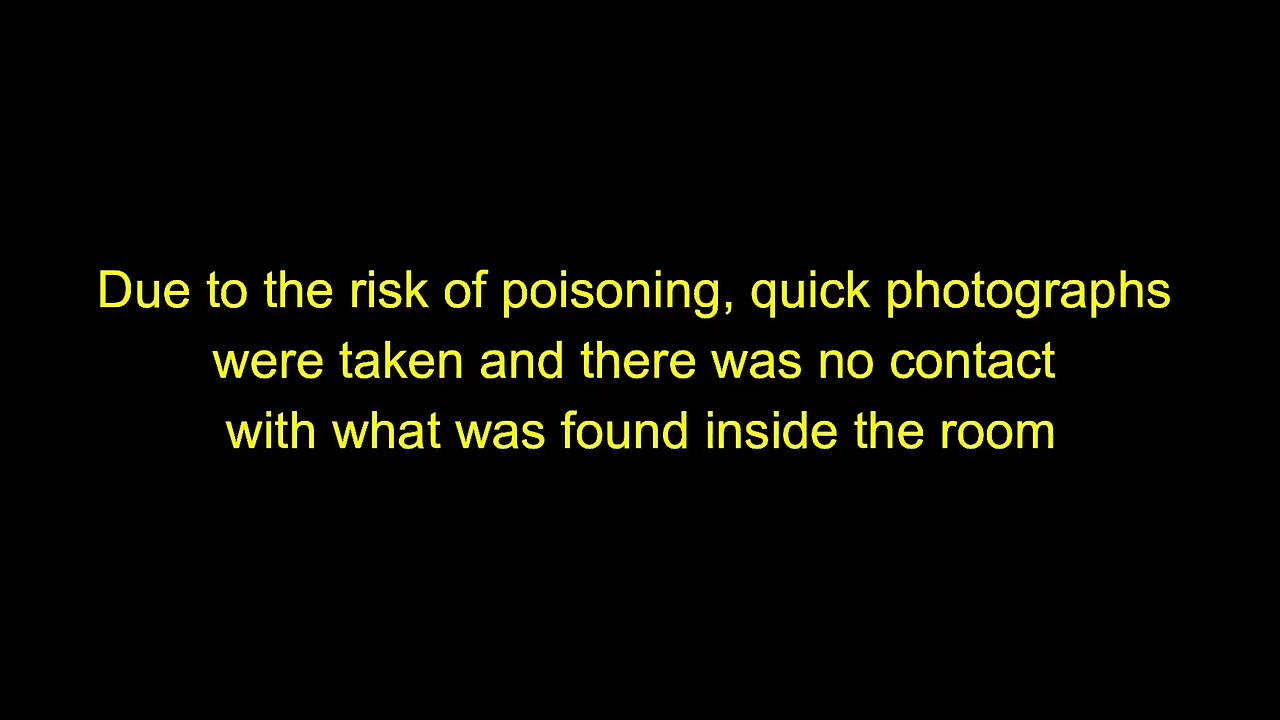 Due to the risk of poisoning, quick photographs
were taken and there was no contact
with what was found inside the room